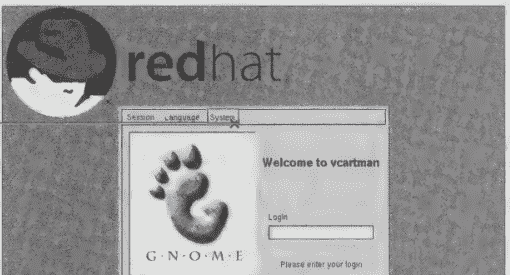 redhat
Session Language System
Welcome to vcartman
Login
Please enter your login
G·N·O·M·E